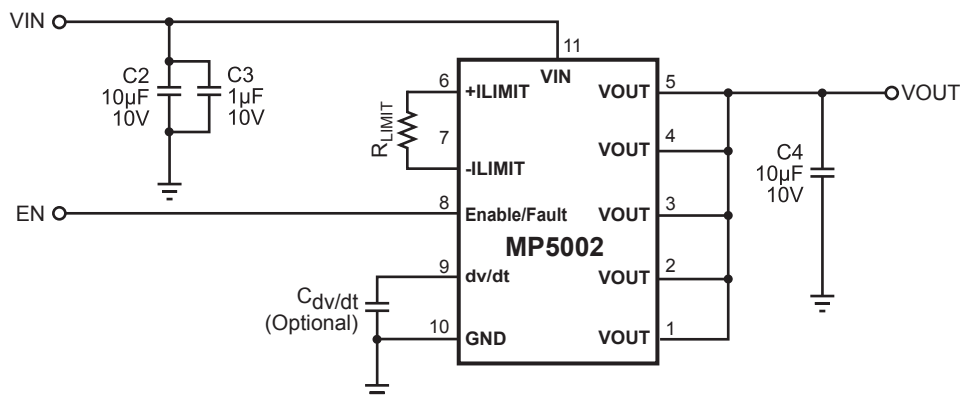 VIN
C2
10µF
10V
C3
1µF
10V
11
VIN
6
+ILIMIT
VOUT
5
VOUT
RLIMIT
7
-ILIMIT
VOUT
4
C4
10µF
10V
EN
8
Enable/Fault
VOUT
3
MP5002
9
dv/dt
VOUT
2
Cdv/dt
(Optional)
10
GND
VOUT
1